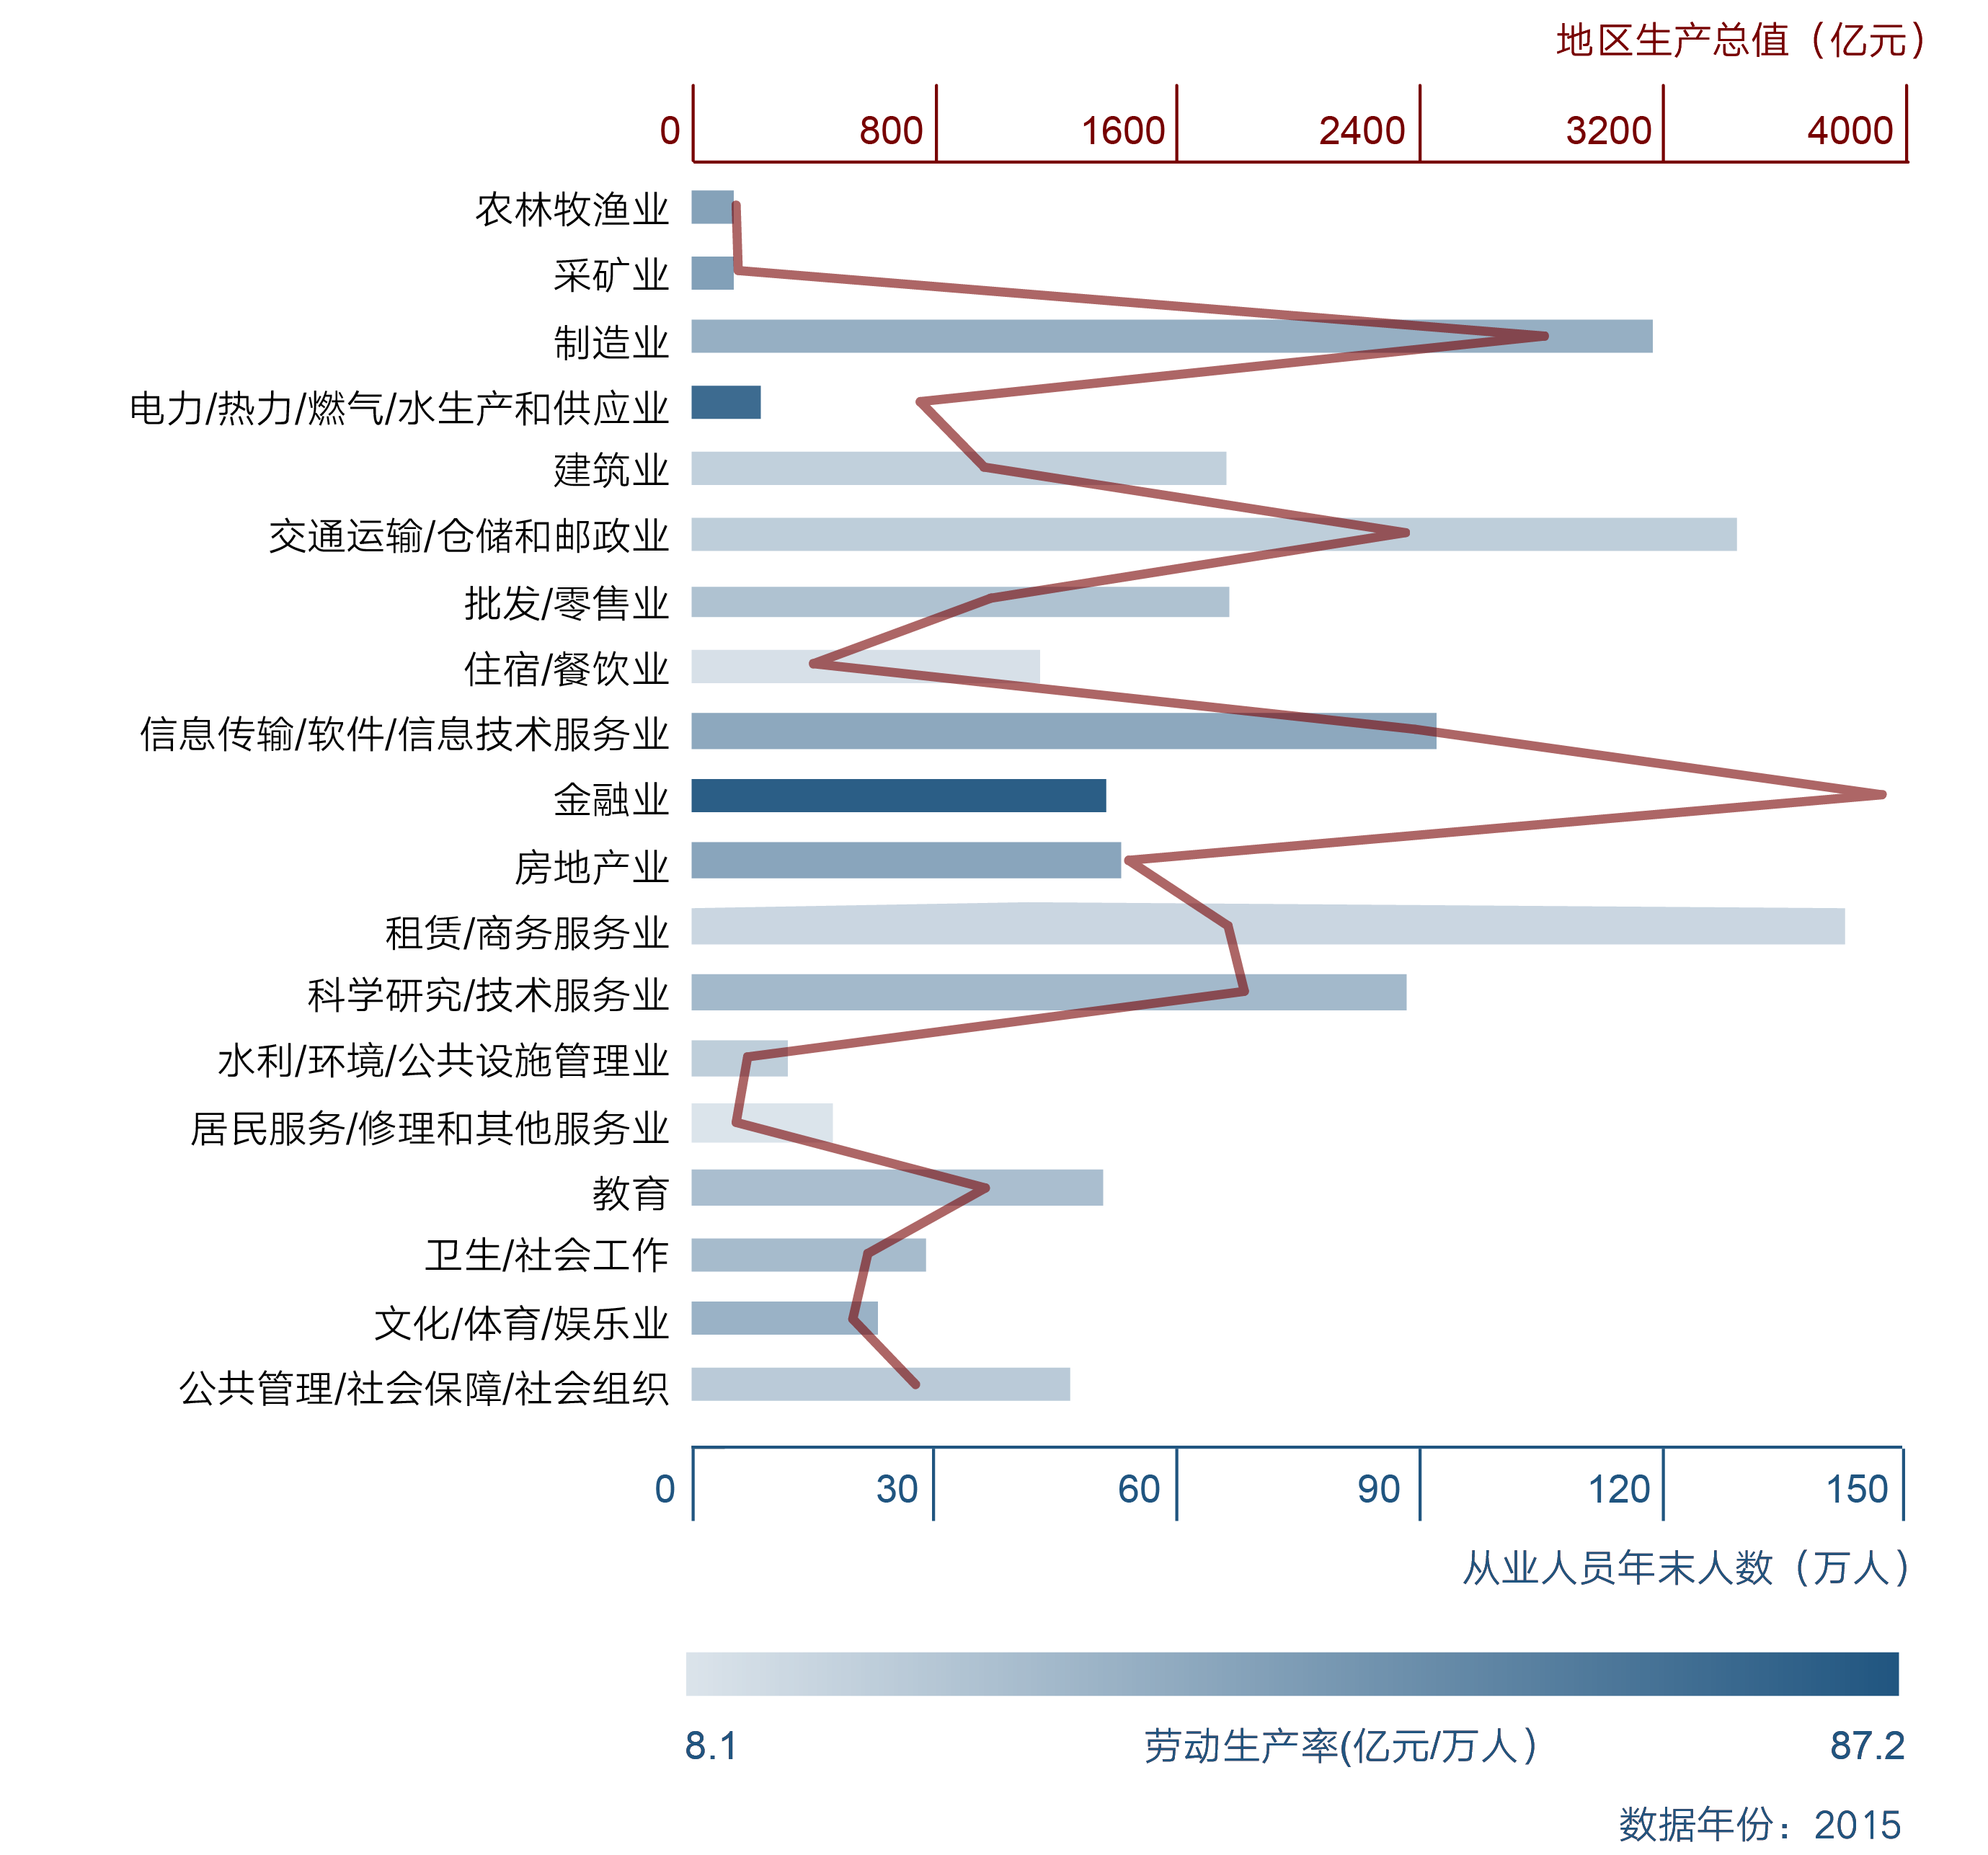 地区生产总值（亿元）
0 800 1600 2400 3200 4000
农林牧渔业
采矿业
制造业
电力/热力/燃气/水生产和供应业
建筑业
交通运输/仓储和邮政业
批发/零售业
住宿/餐饮业
信息传输/软件/信息技术服务业
金融业
房地产业
租赁/商务服务业
科学研究/技术服务业
水利/环境/公共设施管理业
居民服务/修理和其他服务业
教育
卫生/社会工作
文化/体育/娱乐业
公共管理/社会保障/社会组织
0 30 60 90 120 150
从业人员年末人数（万人）
8.1 劳动生产率(亿元/万人） 87.2
数据年份：2015